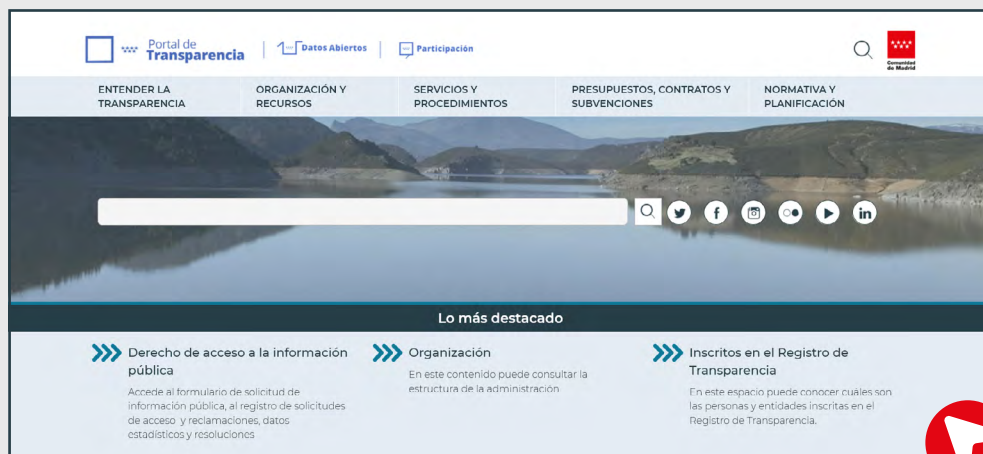 Portal de
Transparencia
Datos Abiertos
Participación
Comunidad
de Madrid
ENTENDER LA
TRANSPARENCIA
ORGANIZACIÓN Y
RECURSOS
SERVICIOS Y
PROCEDIMIENTOS
PRESUPUESTOS, CONTRATOS Y
SUBVENCIONES
NORMATIVA Y
PLANIFICACIÓN
Lo más destacado
Derecho de acceso a la información
pública
Accede al formulario de solicitud de
información pública, al registro de solicitudes
de acceso y reclamaciones, datos
estadísticos y resoluciones
Organización
En este contenido puede consultar la
estructura de la administración
Inscritos en el Registro de
Transparencia
En este espacio puede conocer cuáles son
las personas y entidades inscritas en el
Registro de Transparencia.